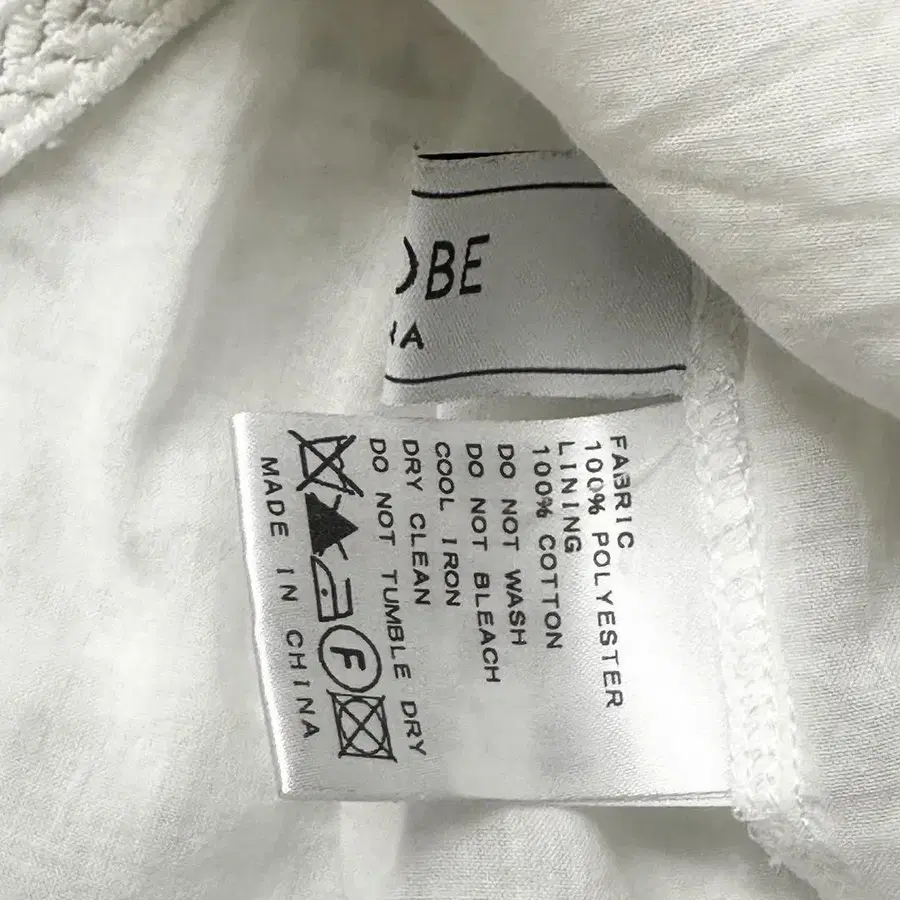 BE
FABRIC
100% POLYESTER
LINING
100% COTTON
DO NOT WASH
DO NOT BLEACH
COOL IRON
DRY CLEAN
DO NOT TUMBLE DRY
F
MADE IN CHINA